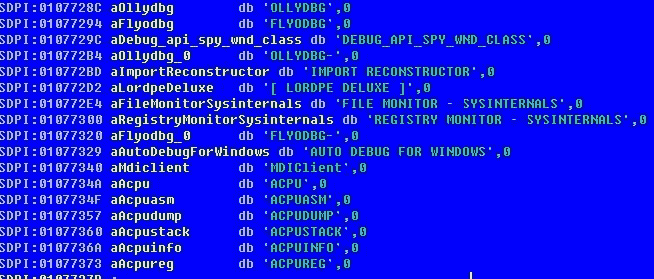 SDPI:0107728C aOllydbg db 'OLLYDBG',0
SDPI:01077294 aFlyodbg db 'FLYODBG',0
SDPI:0107729C aDebug_api_spy_wnd_class db 'DEBUG_API_SPY_WND_CLASS',0
SDPI:010772B4 aOllydbg_0 db 'OLLYDBG-',0
SDPI:010772BD aImportReconstructor db 'IMPORT RECONSTRUCTOR',0
SDPI:010772D2 aLordpeDeluxe db '[ LORDPE DELUXE ]',0
SDPI:010772E4 aFileMonitorSysinternals db 'FILE MONITOR - SYSINTERNALS',0
SDPI:01077300 aRegistryMonitorSysinternals db 'REGISTRY MONITOR - SYSINTERNALS',0
SDPI:01077320 aFlyodbg_0 db 'FLYODBG-',0
SDPI:01077329 aAutoDebugForWindows db 'AUTO DEBUG FOR WINDOWS',0
SDPI:01077340 aMdiclient db 'MDIClient',0
SDPI:0107734A aAcpu db 'ACPU',0
SDPI:0107734F aAcpuasm db 'ACPUASM',0
SDPI:01077357 aAcpudump db 'ACPUDUMP',0
SDPI:01077360 aAcpustack db 'ACPUSTACK',0
SDPI:0107736A aAcpuinfo db 'ACPUINFO',0
SDPI:01077373 aAcpureg db 'ACPUREG',0